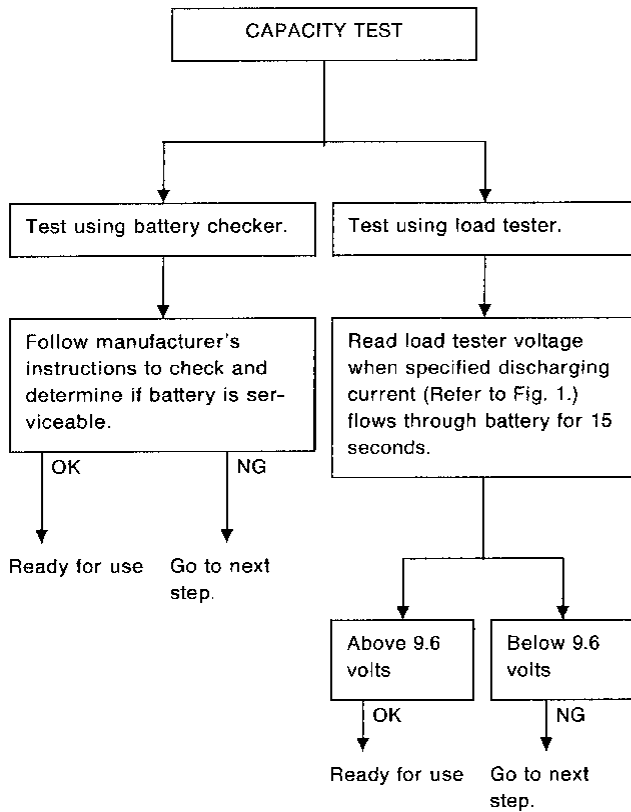 CAPACITY TEST
Test using battery checker.
Test using load tester.
Follow manufacturer's
instructions to check and
determine if battery is ser-
viceable.
Read load tester voltage
when specified discharging
current (Refer to Fig. 1.)
flows through battery for 15
seconds.
OK
NG
Ready for use
Go to next
step.
Above 9.6
volts
Below 9.6
volts
OK
NG
Ready for use
Go to next
step.